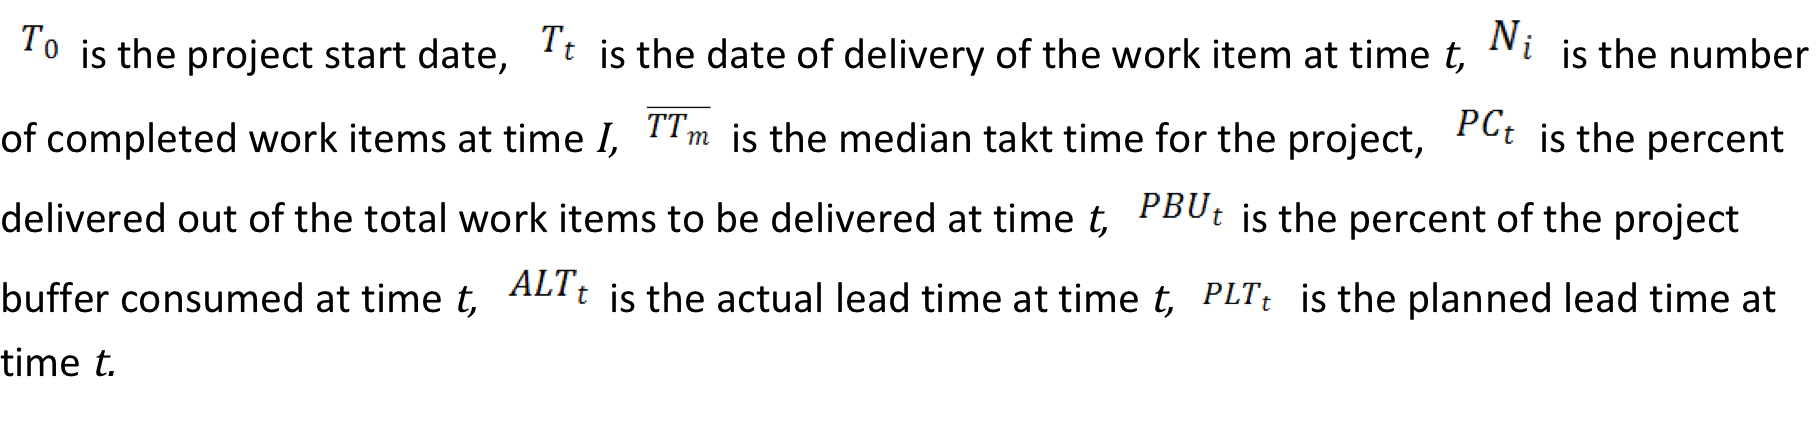 T₀ is the project start date, Tₜ is the date of delivery of the work item at time t, Nᵢ is the number
of completed work items at time I, T̅T̅ₘ is the median takt time for the project, PCₜ is the percent
delivered out of the total work items to be delivered at time t, PBUₜ is the percent of the project
buffer consumed at time t, ALTₜ is the actual lead time at time t, PLTₜ is the planned lead time at
time t.